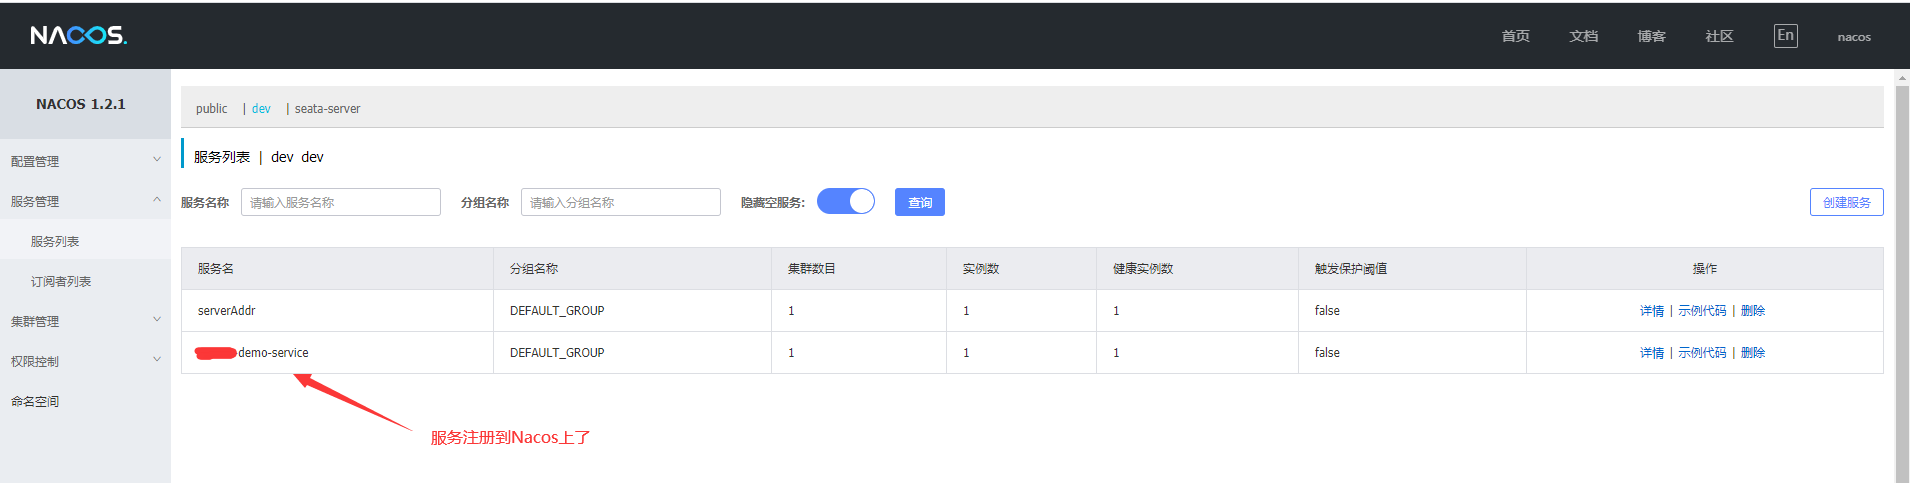 NACOS.
首页 文档 博客 社区 En nacos
NACOS 1.2.1
配置管理
服务管理
服务列表
订阅者列表
集群管理
权限控制
命名空间
public | dev | seata-server
服务列表 | dev dev
服务名称 请输入服务名称 分组名称 请输入分组名称 隐藏空服务: 查询 创建服务
服务名 分组名称 集群数目 实例数 健康实例数 触发保护阈值 操作
serverAddr DEFAULT_GROUP 1 1 1 false 详情 | 示例代码 | 删除
demo-service DEFAULT_GROUP 1 1 1 false 详情 | 示例代码 | 删除
服务注册到Nacos上了